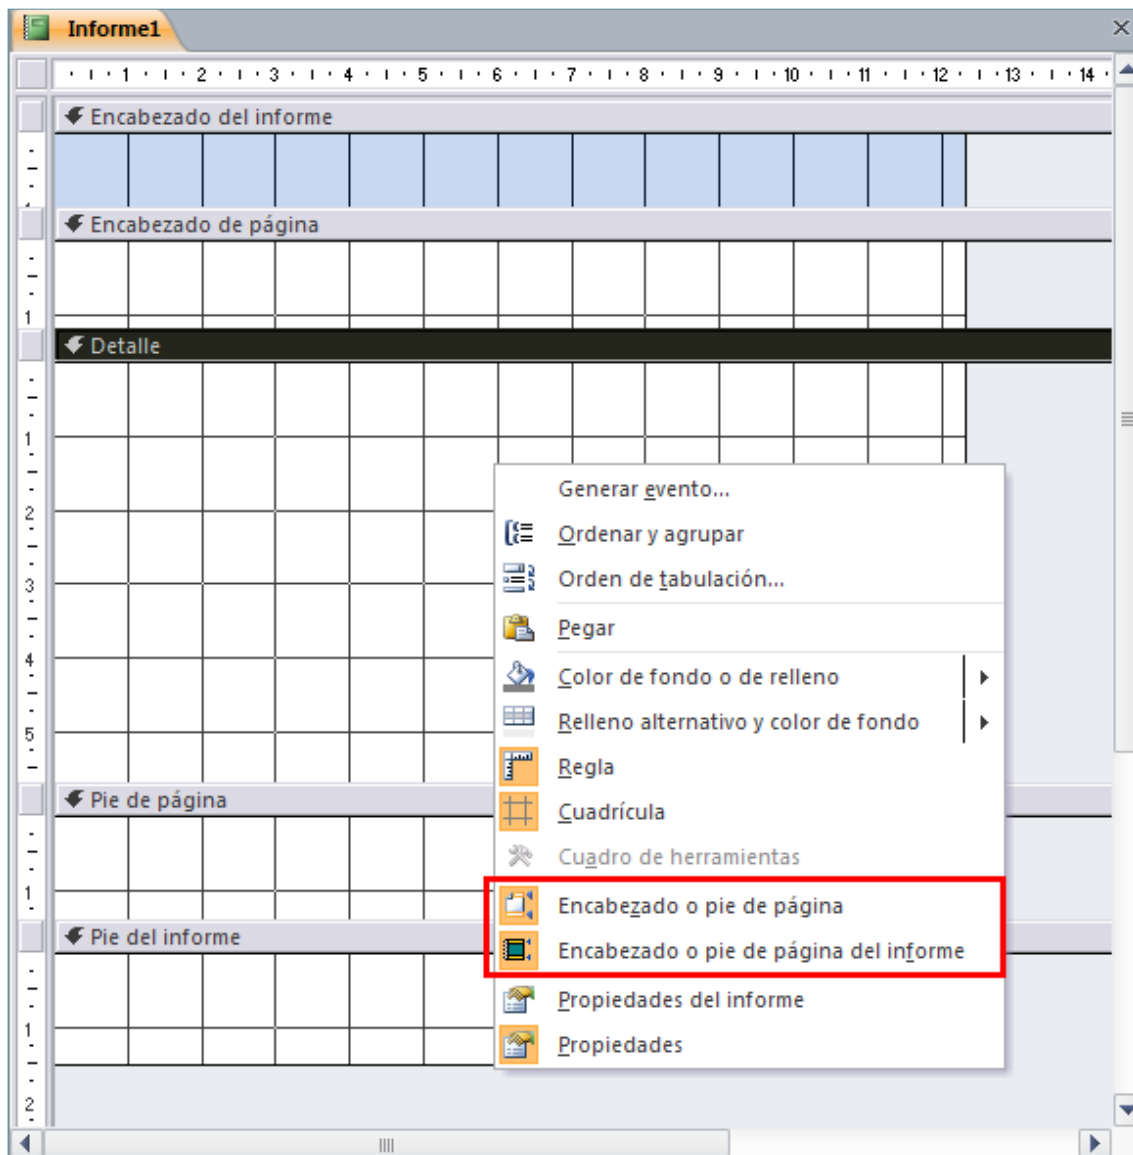 Informe1
1 2 3 4 5 6 7 8 9 10 11 12 13 14
Encabezado del informe
Encabezado de página
1
Detalle
1
2
3
4
5
Generar evento...
Ordenar y agrupar
Orden de tabulación...
Pegar
Color de fondo o de relleno
Relleno alternativo y color de fondo
Regla
Cuadrícula
Cuadro de herramientas
Encabezado o pie de página
Encabezado o pie de página del informe
Propiedades del informe
Propiedades
Pie de página
1
Pie del informe
1
2